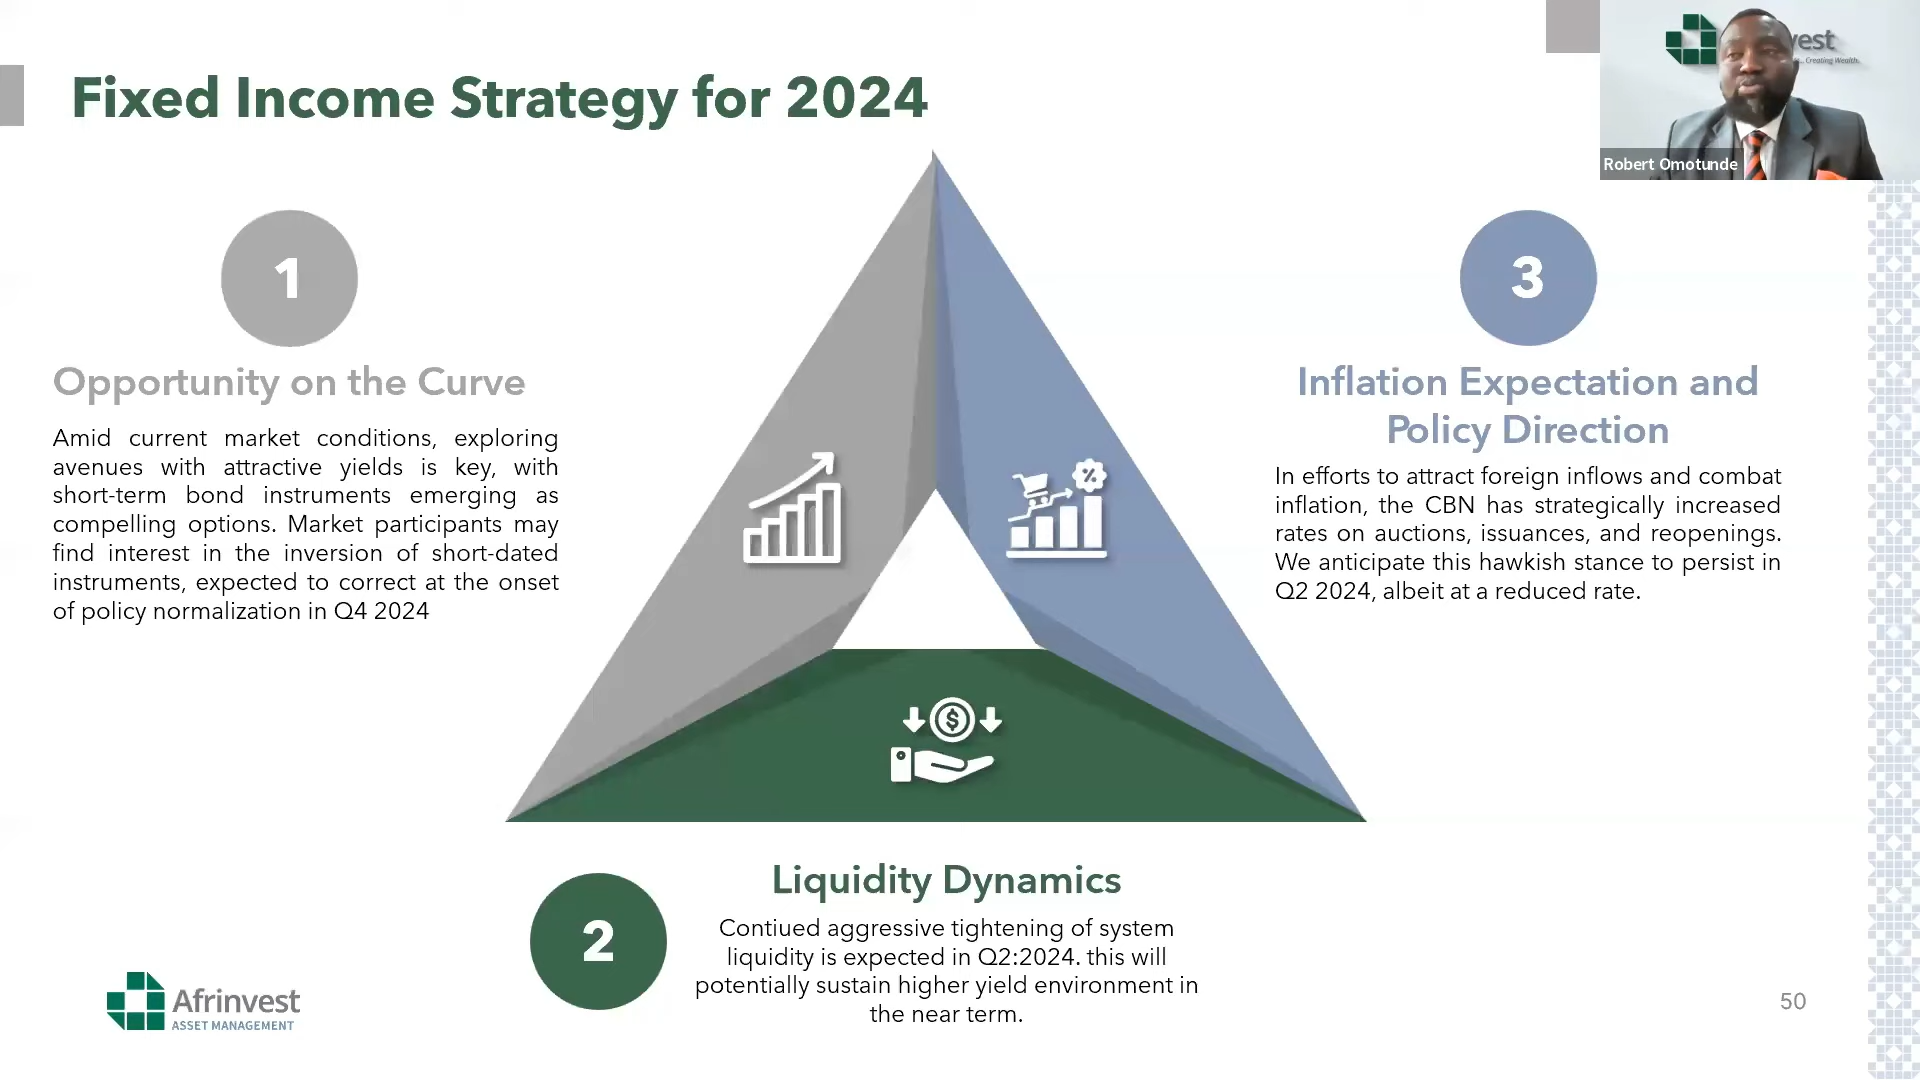 Fixed Income Strategy for 2024
vest
Creating Wealth.
Robert Omotunde
1
Opportunity on the Curve
Amid current market conditions, exploring
avenues with attractive yields is key, with
short-term bond instruments emerging as
compelling options. Market participants may
find interest in the inversion of short-dated
instruments, expected to correct at the onset
of policy normalization in Q4 2024
3
Inflation Expectation and
Policy Direction
In efforts to attract foreign inflows and combat
inflation, the CBN has strategically increased
rates on auctions, issuances, and reopenings.
We anticipate this hawkish stance to persist in
Q2 2024, albeit at a reduced rate.
%
$
2
Liquidity Dynamics
Contiued aggressive tightening of system
liquidity is expected in Q2:2024. this will
potentially sustain higher yield environment in
the near term.
Afrinvest
ASSET MANAGEMENT
50